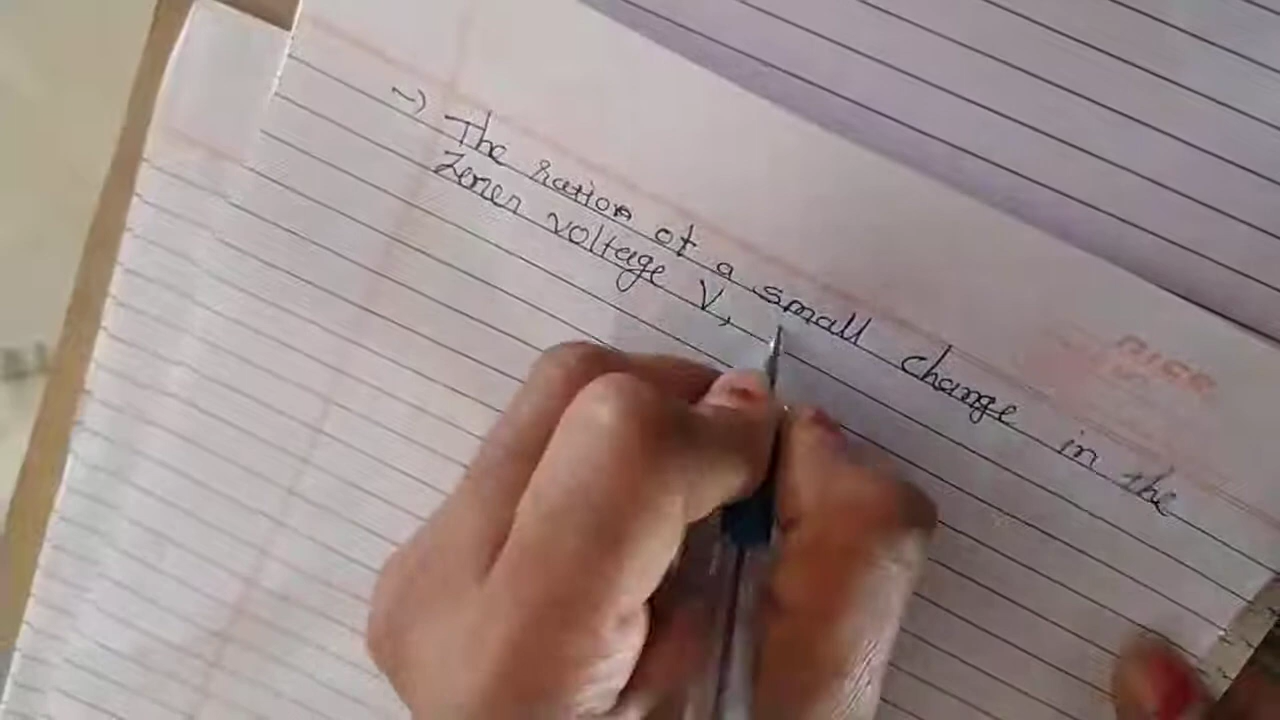 → The ration of a small change in the
Zener voltage V,